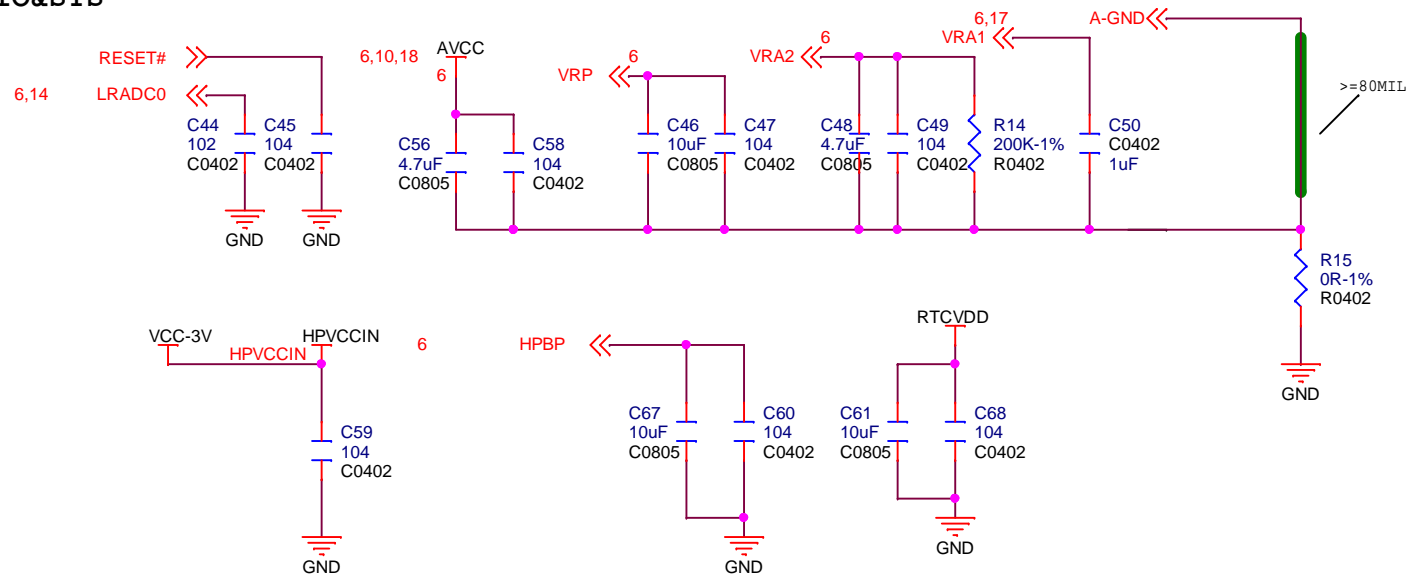 RESET#
6,14 LRADC0
C44
102
C0402
C45
104
C0402
GND
GND
6,10,18
AVCC
6
C56
4.7uF
C0805
C58
104
C0402
VRP
6
C46
10uF
C0805
C47
104
C0402
VRA2
6
C48
4.7uF
C0805
C49
104
C0402
R14
200K-1%
R0402
6,17
VRA1
C50
C0402
1uF
A-GND
>=80MIL
R15
0R-1%
R0402
GND
VCC-3V
HPVCCIN
HPVCCIN
C59
104
C0402
GND
6 HPBP
C67
10uF
C0805
C60
104
C0402
GND
RTCVDD
C61
10uF
C0805
C68
104
C0402
GND